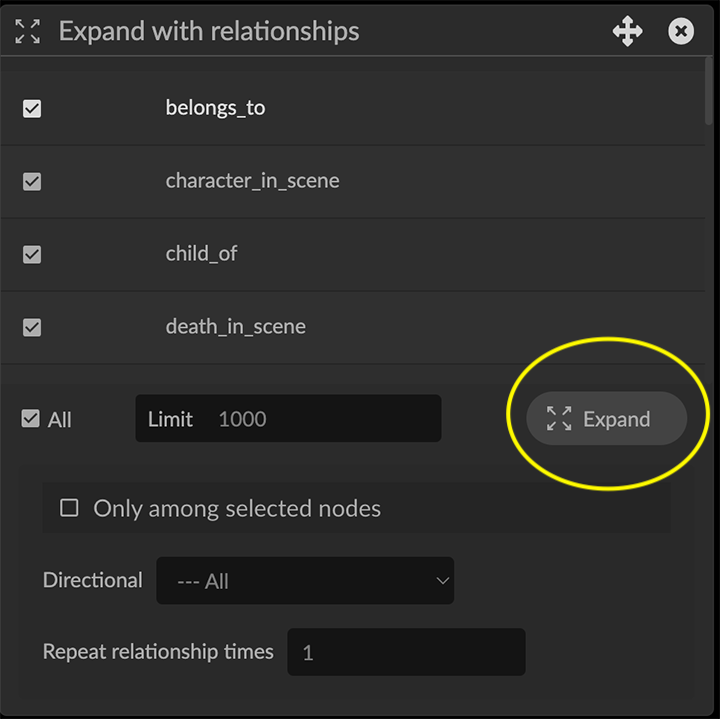 Expand with relationships
belongs_to
character_in_scene
child_of
death_in_scene
All
Limit 1000
Expand
Only among selected nodes
Directional --- All
Repeat relationship times 1